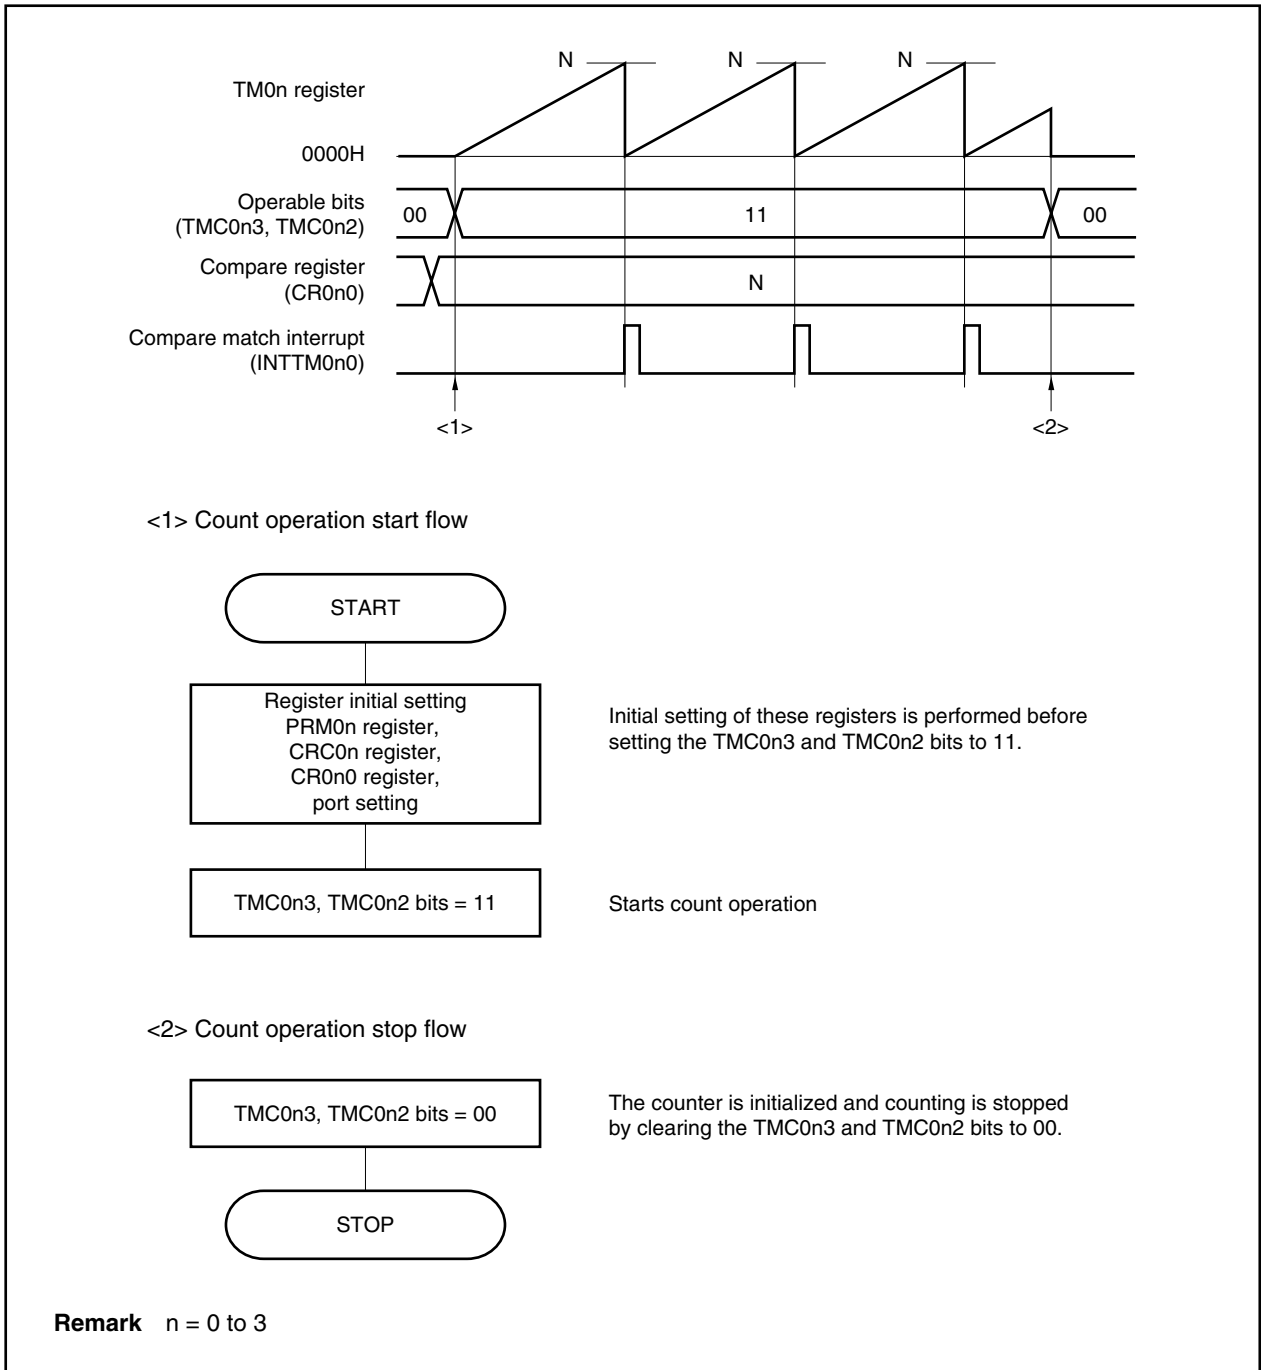 N N N
TM0n register
0000H
Operable bits
(TMC0n3, TMC0n2)
00 11 00
Compare register
(CR0n0)
N
Compare match interrupt
(INTTM0n0)
<1> <2>
<1> Count operation start flow
START
Register initial setting
PRM0n register,
CRC0n register,
CR0n0 register,
port setting
Initial setting of these registers is performed before
setting the TMC0n3 and TMC0n2 bits to 11.
TMC0n3, TMC0n2 bits = 11
Starts count operation
<2> Count operation stop flow
TMC0n3, TMC0n2 bits = 00
The counter is initialized and counting is stopped
by clearing the TMC0n3 and TMC0n2 bits to 00.
STOP
Remark n = 0 to 3